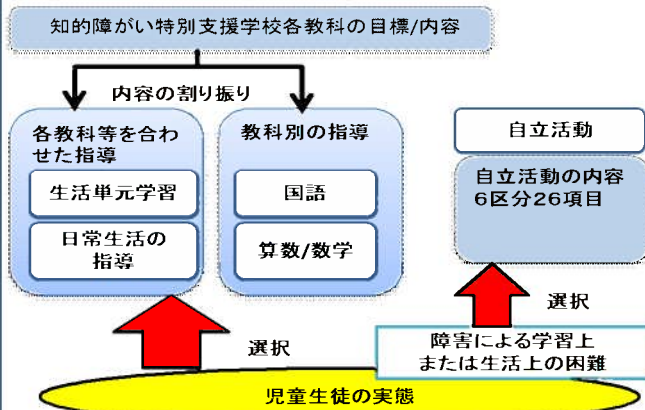 知的障がい特別支援学校各教科の目標/内容
内容の割り振り
各教科等を合わ
せた指導
生活単元学習
日常生活の
指導
教科別の指導
国語
算数/数学
自立活動
自立活動の内容
6区分26項目
選択
選択
障害による学習上
または生活上の困難
児童生徒の実態